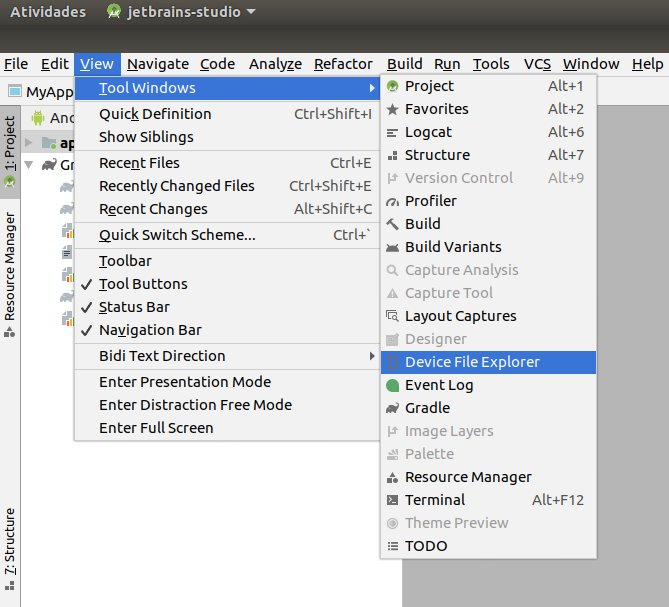 Atividades jetbrains-studio
File Edit View Navigate Code Analyze Refactor Build Run Tools VCS Window Help
MyApp
Tool Windows
Quick Definition Ctrl+Shift+I
Show Siblings
Recent Files Ctrl+E
Recently Changed Files Ctrl+Shift+E
Recent Changes Alt+Shift+C
Quick Switch Scheme... Ctrl+`
Toolbar
Tool Buttons
Status Bar
Navigation Bar
Bidi Text Direction
Enter Presentation Mode
Enter Distraction Free Mode
Enter Full Screen
Project Alt+1
Favorites Alt+2
Logcat Alt+6
Structure Alt+7
Version Control Alt+9
Profiler
Build
Build Variants
Capture Analysis
Capture Tool
Layout Captures
Designer
Device File Explorer
Event Log
Gradle
Image Layers
Palette
Resource Manager
Terminal Alt+F12
Theme Preview
TODO
1: Project
Resource Manager
7: Structure
And
ap
Gr